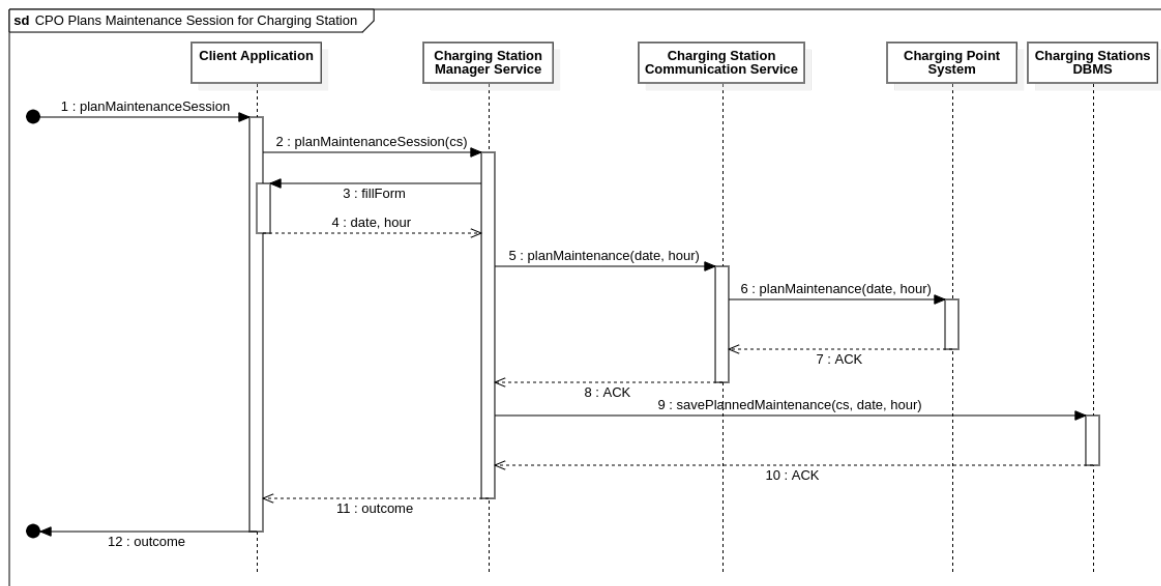 sd CPO Plans Maintenance Session for Charging Station
Client Application
Charging Station
Manager Service
Charging Station
Communication Service
Charging Point
System
Charging Stations
DBMS
1 : planMaintenanceSession
2 : planMaintenanceSession(cs)
3 : fillForm
4 : date, hour
5 : planMaintenance(date, hour)
6 : planMaintenance(date, hour)
7 : ACK
8 : ACK
9 : savePlannedMaintenance(cs, date, hour)
10 : ACK
11 : outcome
12 : outcome